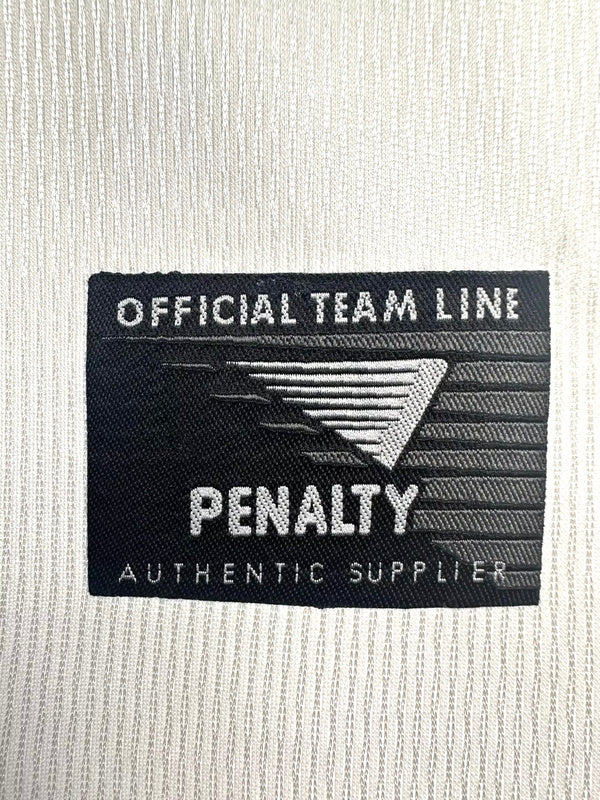 OFFICIAL TEAM LINE
PENALTY
AUTHENTIC SUPPLIER